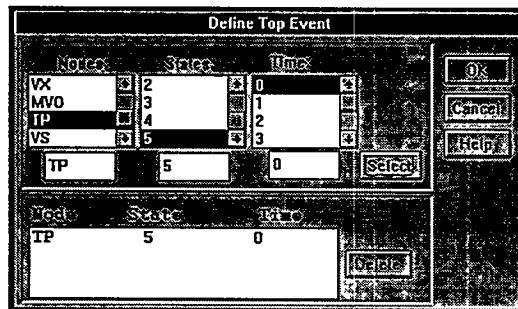 Define Top Event
Nodes States Time
VX 2 0
MVO 3 1
TP 4 2
VS 5 3
TP 5 0 Select
OK
Cancel
Help
Node State Time
TP 5 0
Delete